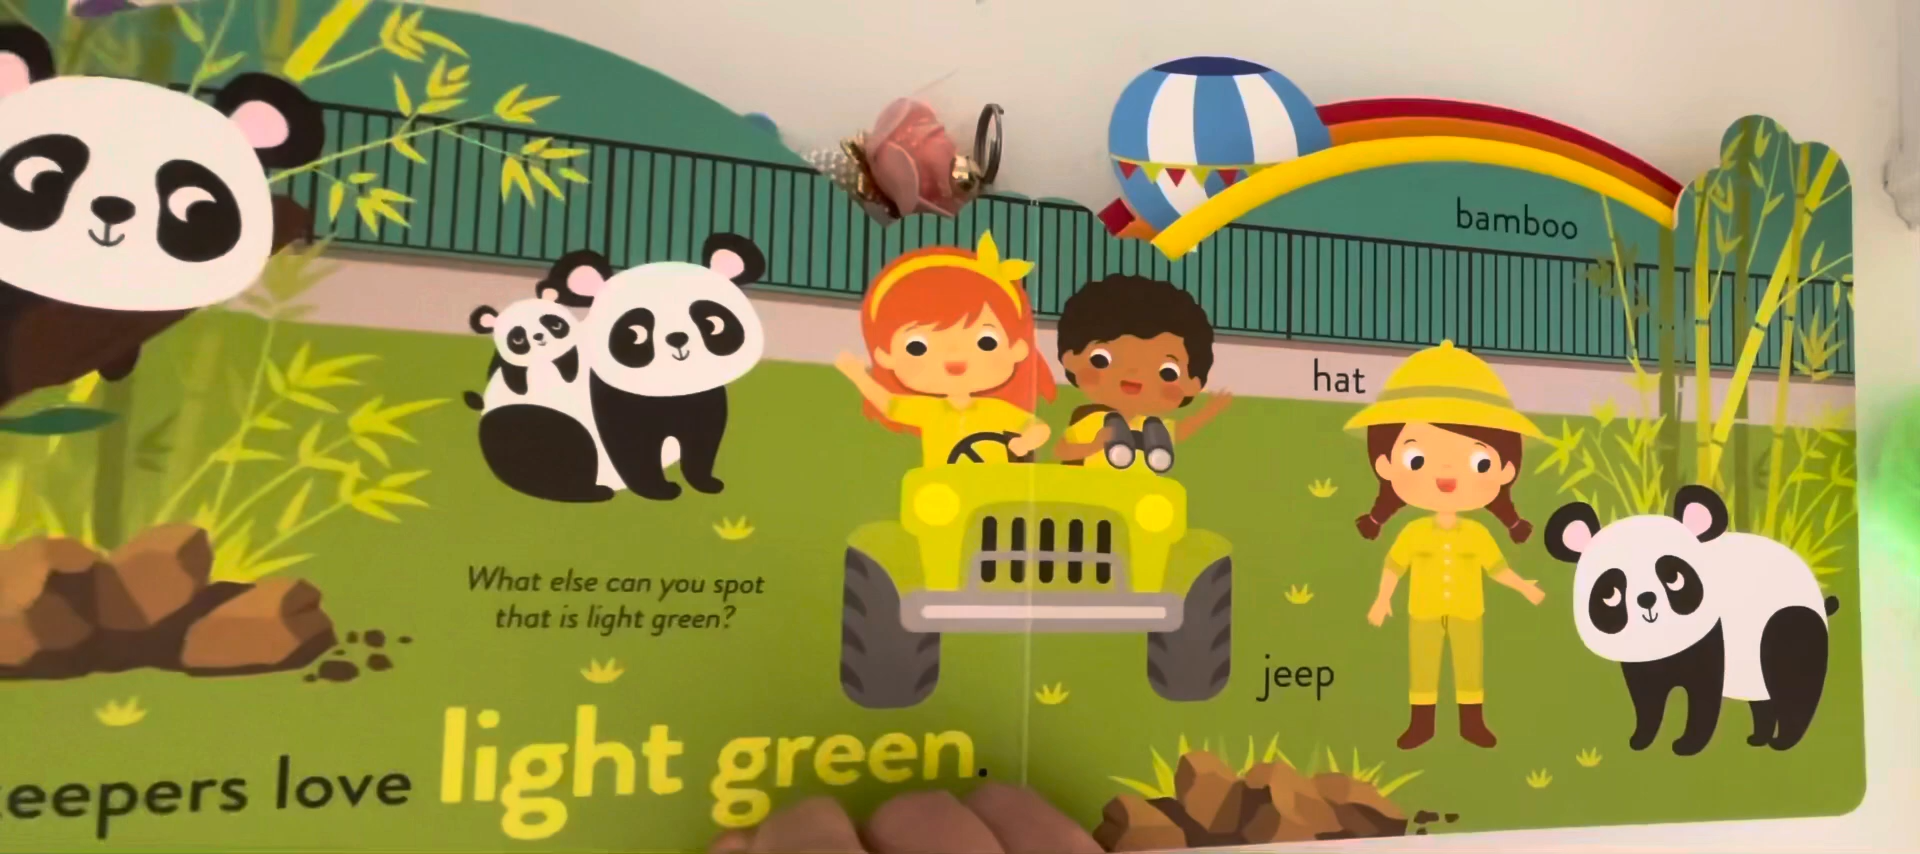 bamboo
hat
What else can you spot
that is light green?
jeep
eepers love light green.